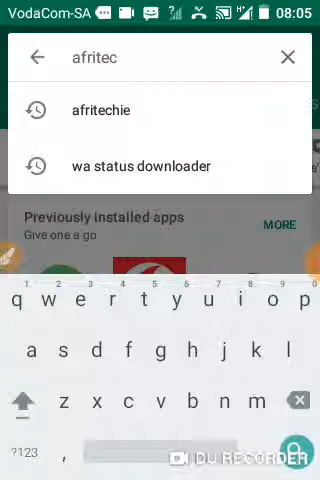 VodaCom-SA 08:05
afritec
afritechie
wa status downloader
Previously installed apps
MORE
Give one a go
1 2 3 4 5 6 7 8 9 0
q w e r t y u i o p
a s d f g h j k l
z x c v b n m
?123 ,
DU RECORDER